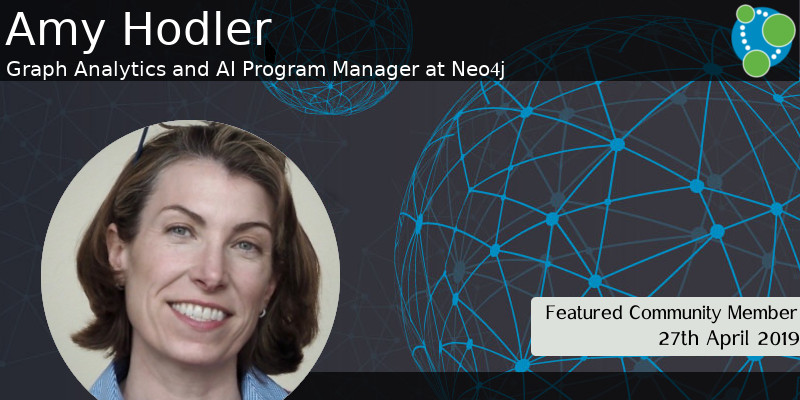 Amy Hodler
Graph Analytics and AI Program Manager at Neo4j
Featured Community Member
27th April 2019